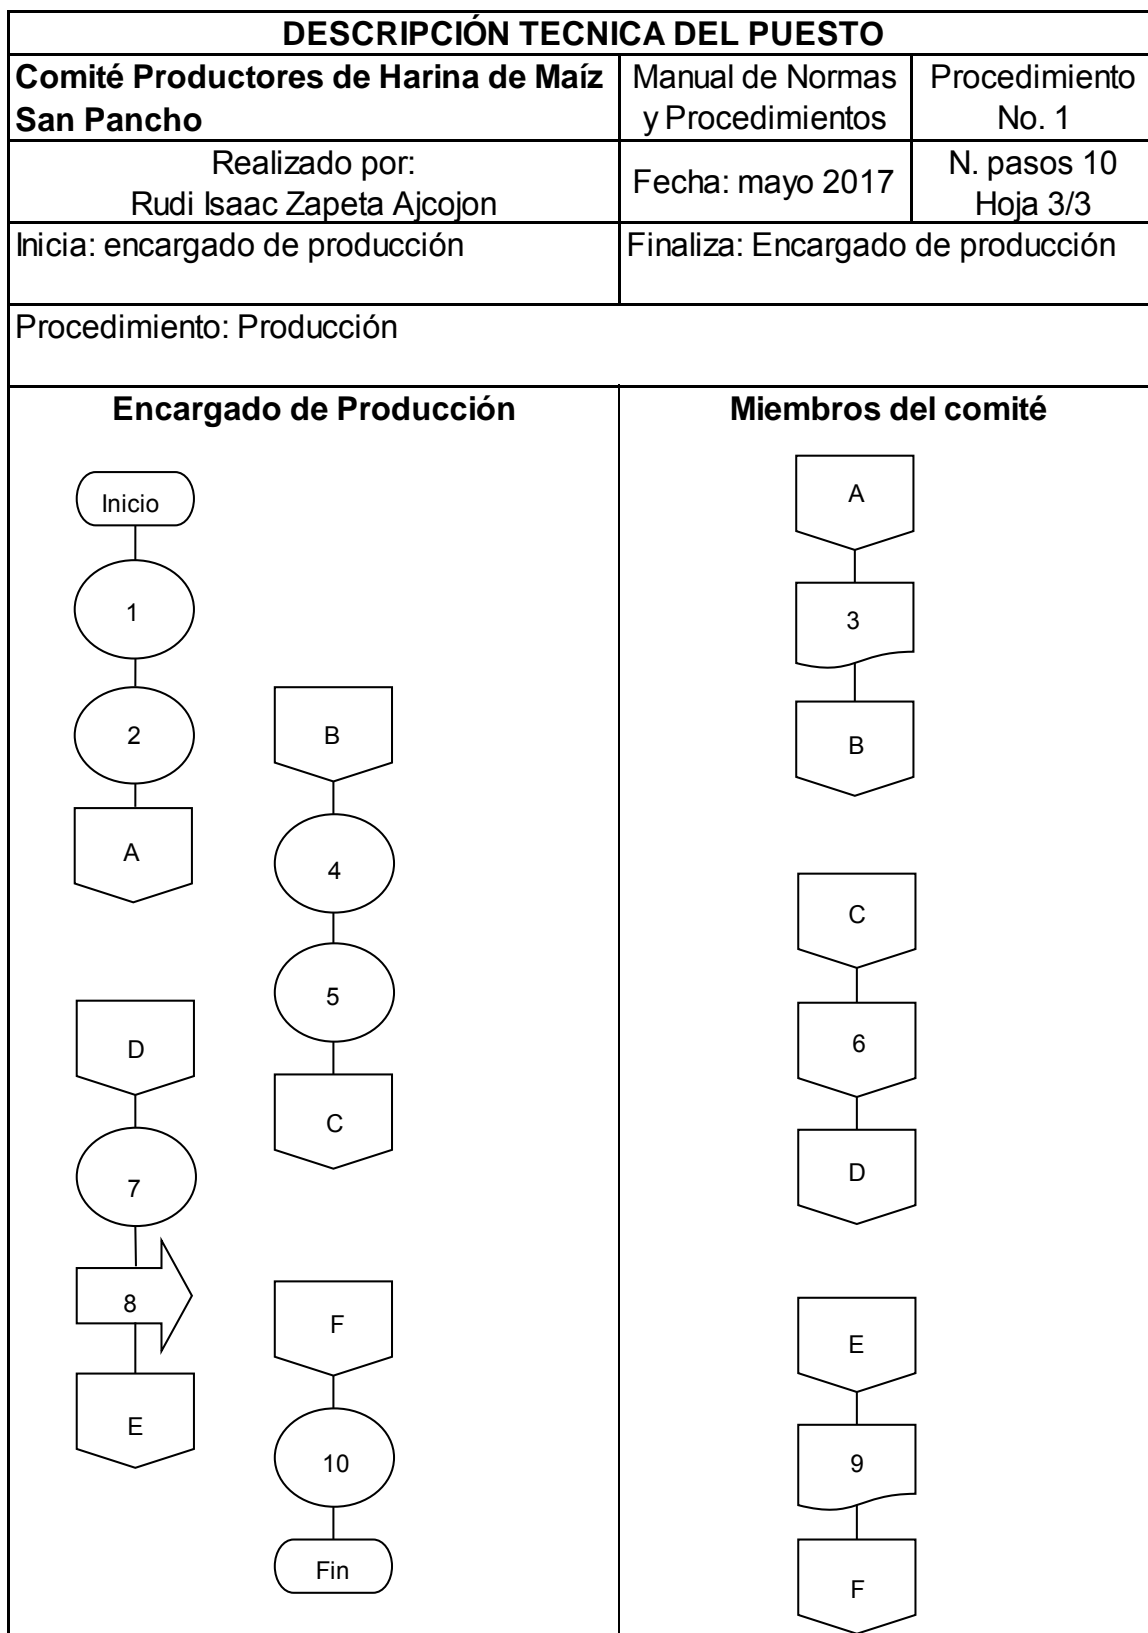 DESCRIPCIÓN TECNICA DEL PUESTO
Comité Productores de Harina de Maíz
San Pancho
Manual de Normas
y Procedimientos
Procedimiento
No. 1
Realizado por:
Rudi Isaac Zapeta Ajcojon
Fecha: mayo 2017
N. pasos 10
Hoja 3/3
Inicia: encargado de producción
Finaliza: Encargado de producción
Procedimiento: Producción
Encargado de Producción
Inicio
1
2
A
B
4
5
C
D
7
8
E
F
10
Fin
Miembros del comité
A
3
B
C
6
D
E
9
F